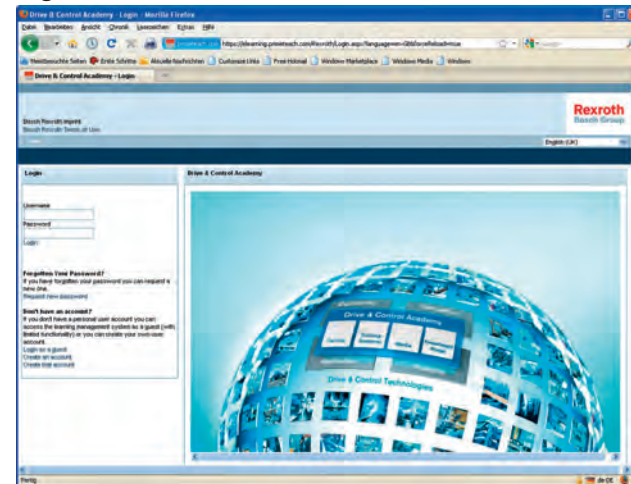 Drive & Control Academy - Login - Mozilla Firefox
Datei Bearbeiten Ansicht Chronik Lesezeichen Extras Hilfe
Meistbesuchte Seiten Erste Schritte Aktuelle Nachrichten Customize Links Free Hotmail Windows Marketplace Windows Media Windows
Drive & Control Academy - Login
Rexroth
Bosch Group
Bosch Rexroth Imprint
Bosch Rexroth Terms of Use
English (UK)
Login
Drive & Control Academy
Username
Password
Login
Forgotten Your Password?
If you have forgotten your password you can request a
new one.
Request new password
Don't have an account?
If you don't have a personal user account you can
access the learning management system as a guest (with
limited functionality) or you can create your own user
account.
Login as a guest
Create an account
Create trial account
Drive & Control Academy
Media
Drive & Control Technologies
Fertig
de-DE